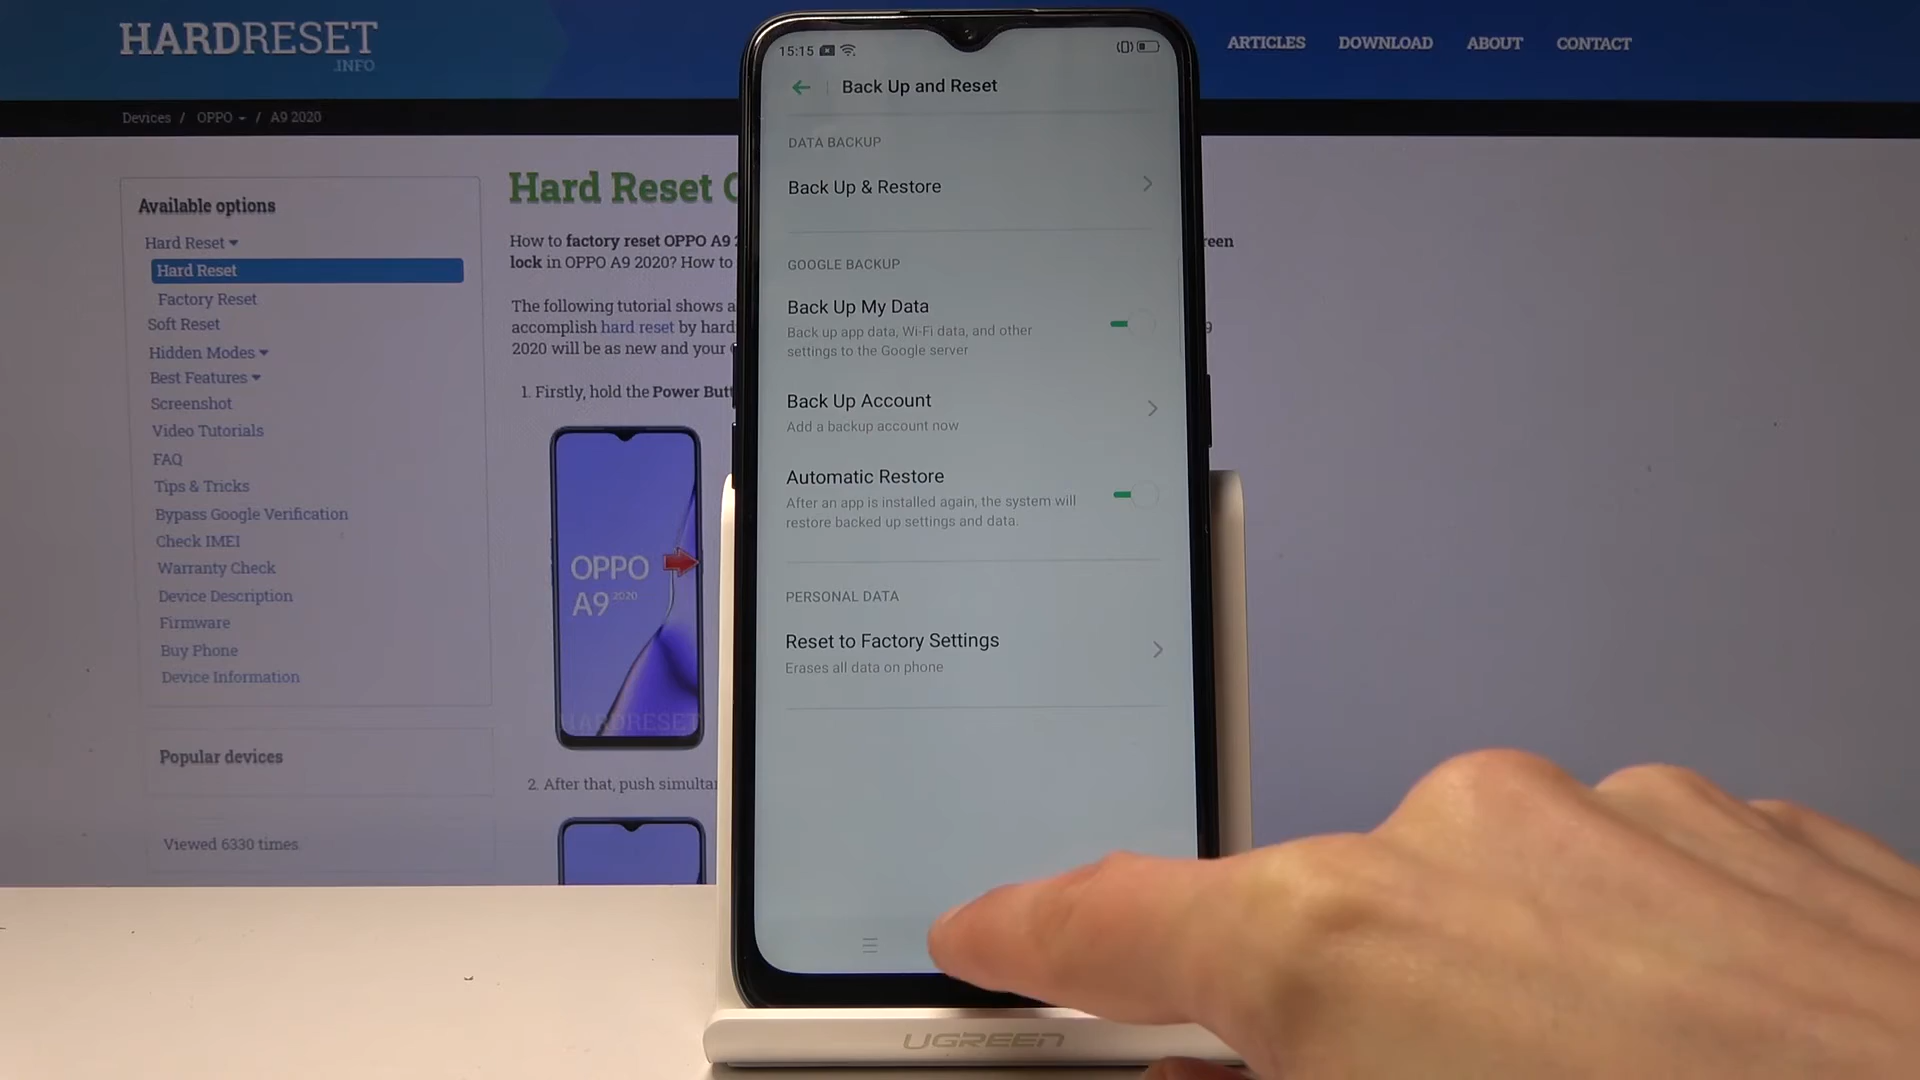 HARDRESET
.INFO
ARTICLES
DOWNLOAD
ABOUT
CONTACT
Devices / OPPO / A9 2020
Available options
Hard Reset
Hard Reset
Factory Reset
Soft Reset
Hidden Modes
Best Features
Screenshot
Video Tutorials
FAQ
Tips & Tricks
Bypass Google Verification
Check IMEI
Warranty Check
Device Description
Firmware
Buy Phone
Device Information
Popular devices
Viewed 6330 times
Hard Reset
How to factory reset OPPO A9
lock in OPPO A9 2020? How to
The following tutorial shows
accomplish hard reset by
2020 will be as new and your
1. Firstly, hold the Power
OPPO
A9 2020
HARDRESET
2. After that, push
15:15
Back Up and Reset
DATA BACKUP
Back Up & Restore
GOOGLE BACKUP
Back Up My Data
Back up app data, Wi-Fi data, and other
settings to the Google server
Back Up Account
Add a backup account now
Automatic Restore
After an app is installed again, the system will
restore backed up settings and data.
PERSONAL DATA
Reset to Factory Settings
Erases all data on phone
UGREEN